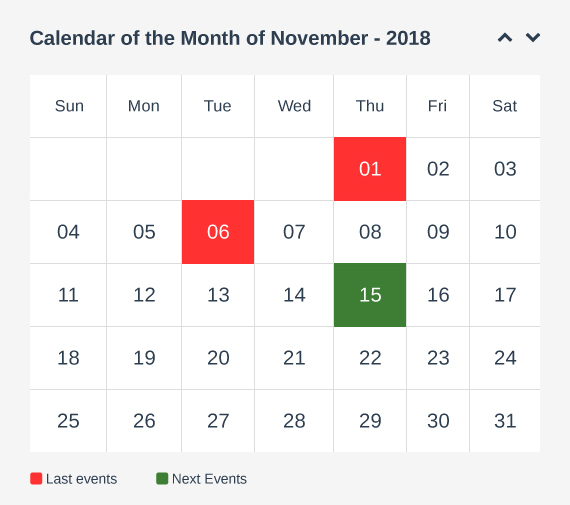 Calendar of the Month of November - 2018
Sun Mon Tue Wed Thu Fri Sat
01 02 03
04 05 06 07 08 09 10
11 12 13 14 15 16 17
18 19 20 21 22 23 24
25 26 27 28 29 30 31
Last events Next Events